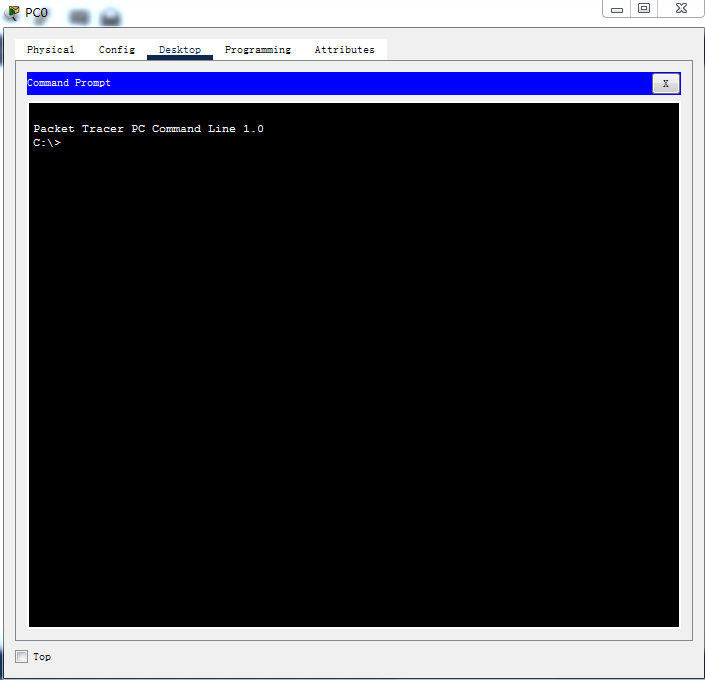 PC0
Physical Config Desktop Programming Attributes
Command Prompt
X
Packet Tracer PC Command Line 1.0
C:\>
Top